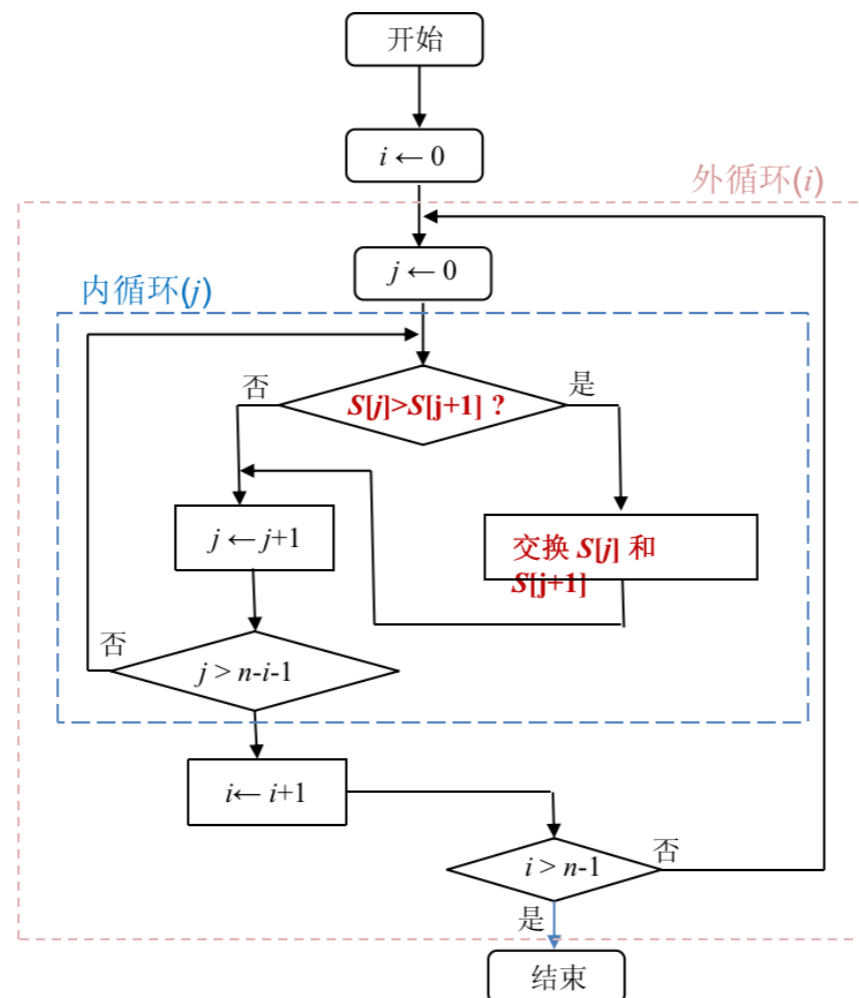 开始
i ← 0
外循环(i)
j ← 0
内循环(j)
否
是
S[j]>S[j+1] ?
j ← j+1
交换 S[j] 和
S[j+1]
否
j > n-i-1
i← i+1
i > n-1
否
是
结束